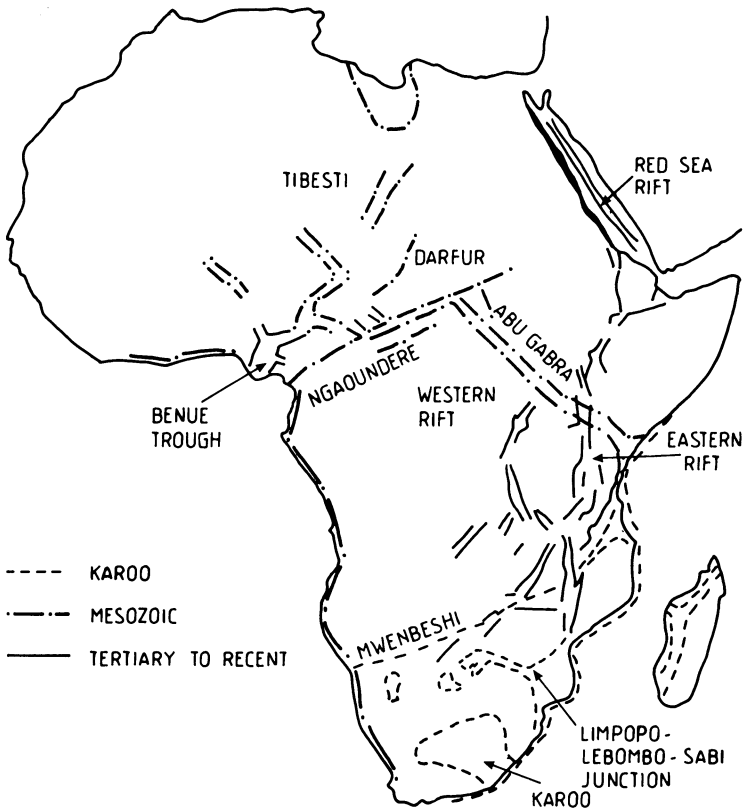 RED SEA
RIFT
TIBESTI
DARFUR
ABU GABRA
NGAOUNDERE
WESTERN
RIFT
BENUE
TROUGH
EASTERN
RIFT
KAROO
MESOZOIC
TERTIARY TO RECENT
MWENBESHI
LIMPOPO-
LEBOMBO-SABI
JUNCTION
KAROO